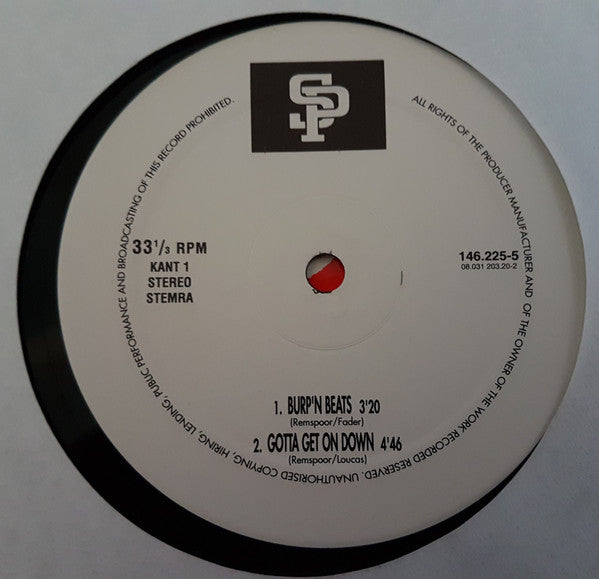 SP
ALL RIGHTS OF THE PRODUCER MANUFACTURER AND OF THE OWNER OF THE WORK RECORDED RESERVED. UNAUTHORISED COPYING, HIRING, LENDING, PUBLIC PERFORMANCE AND BROADCASTING OF THIS RECORD PROHIBITED.
33 1/3 RPM
KANT 1
STEREO
STEMRA
146.225-5
08.031 203.20-2
1. BURP'N BEATS 3'20
(Remspoor/Fader)
2. GOTTA GET ON DOWN 4'46
(Remspoor/Loucas)